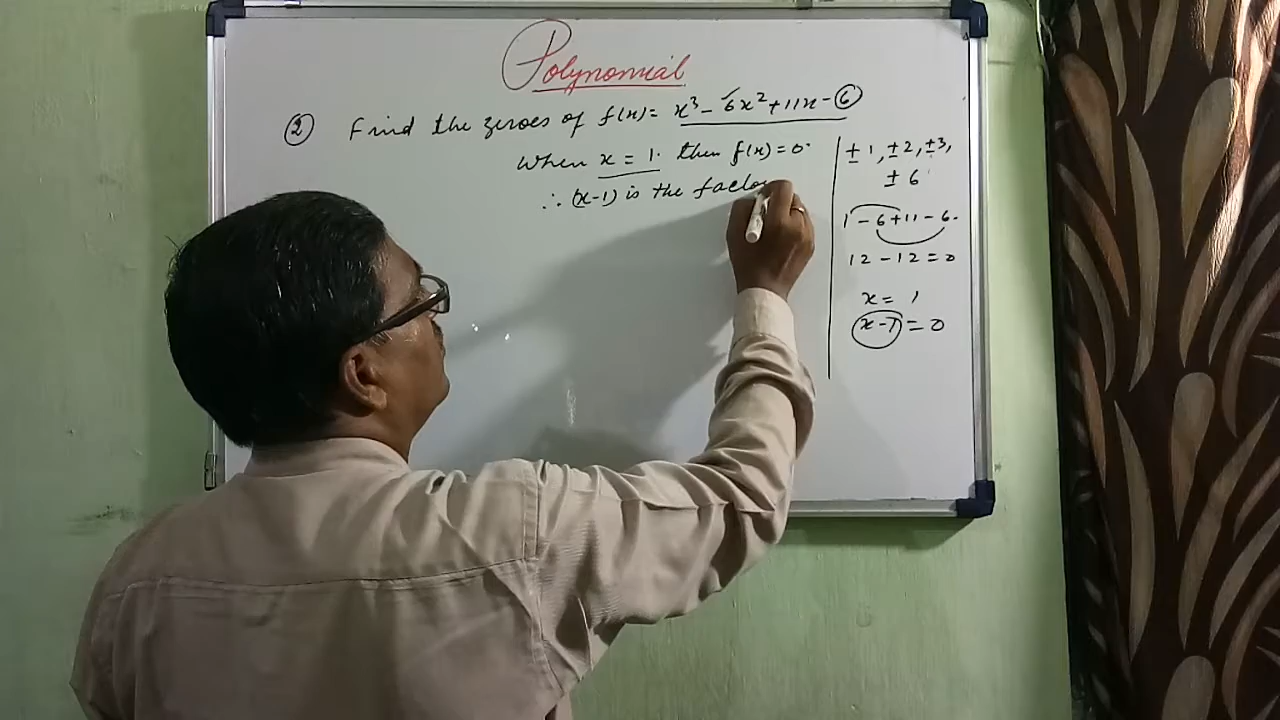 Polynomial
② Find the zeroes of f(x) = x³ - 6x² + 11x - 6
When x = 1. then f(x) = 0.
∴ (x-1) is the factor
± 1, ± 2, ± 3,
± 6
1 - 6 + 11 - 6.
12 - 12 = 0
x = 1
x - 1 = 0